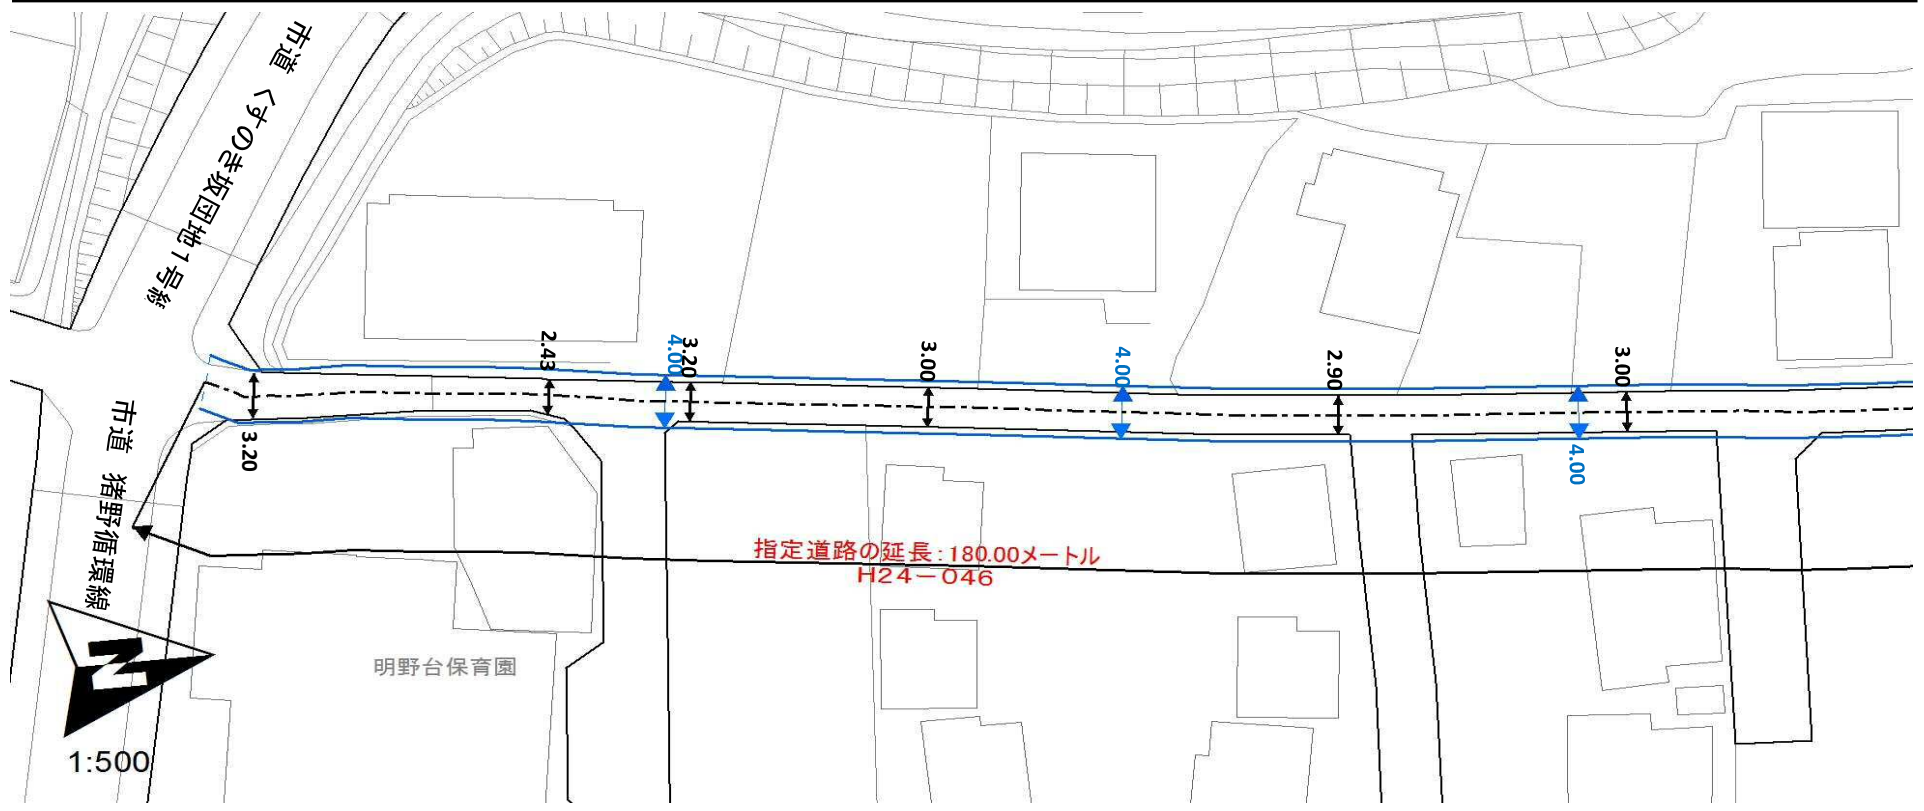 市道 くすのき坂団地1号線
2.43
4.00
3.20
3.00
4.00
2.90
3.00
3.20
4.00
市道 猪野循環線
指定道路の延長：180.00メートル
H24－046
明野台保育園
N
1:500